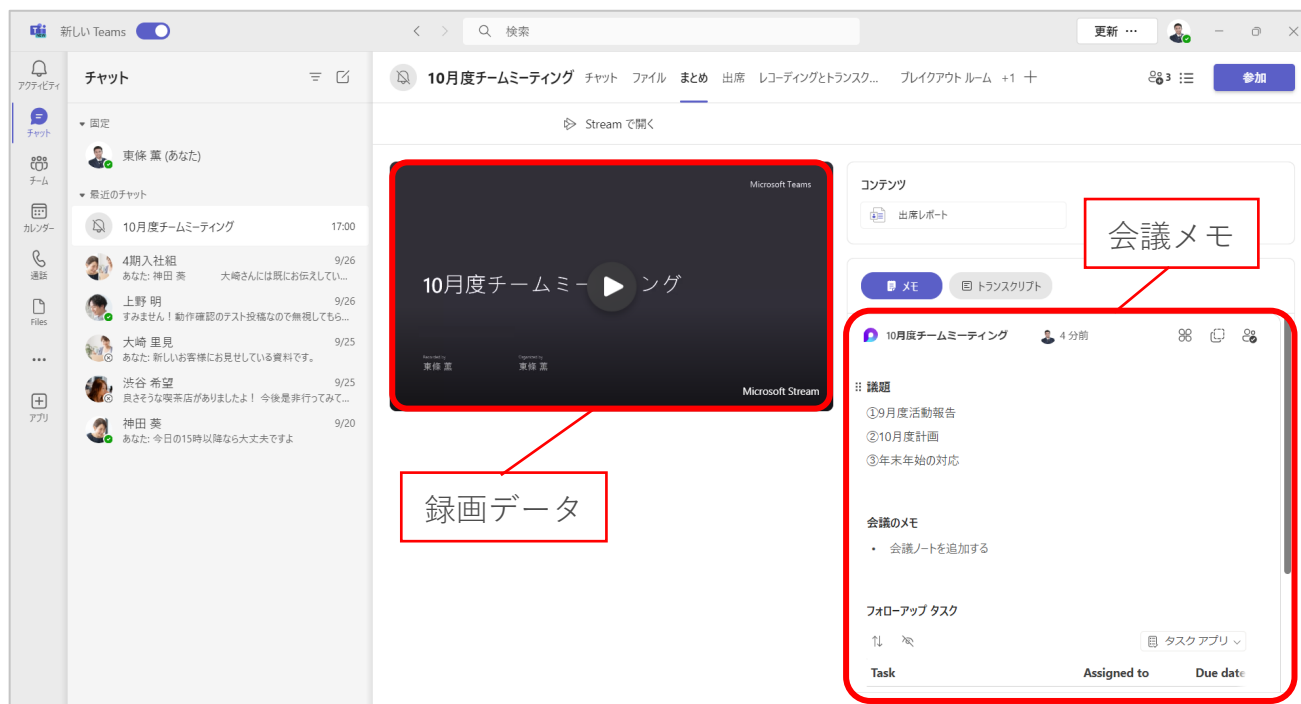 新しい Teams
検索
更新 …
アクティビティ
チャット
チーム
カレンダー
通話
Files
アプリ
チャット
固定
東條 薫 (あなた)
最近のチャット
10月度チームミーティング 17:00
4期入社組 9/26
あなた: 神田 葵 大崎さんには既にお伝えしてい...
上野 明 9/26
すみません！動作確認のテスト投稿なので無視してもら...
大崎 里見 9/25
あなた: 新しいお客様にお見せしている資料です。
渋谷 希望 9/25
良さそうな喫茶店がありましたよ！ 今後是非行ってみて...
神田 葵 9/20
あなた: 今日の15時以降なら大丈夫ですよ
10月度チームミーティング チャット ファイル まとめ 出席 レコーディングとトランスク... ブレイクアウト ルーム +1
3
参加
Stream で開く
Microsoft Teams
10月度チームミー ング
Recorded by Organized by
東條 薫 東條 薫
Microsoft Stream
録画データ
コンテンツ
出席レポート
会議メモ
メモ トランスクリプト
10月度チームミーティング 4 分前
議題
①9月度活動報告
②10月度計画
③年末年始の対応
会議のメモ
• 会議ノートを追加する
フォローアップ タスク
タスク アプリ
Task Assigned to Due date